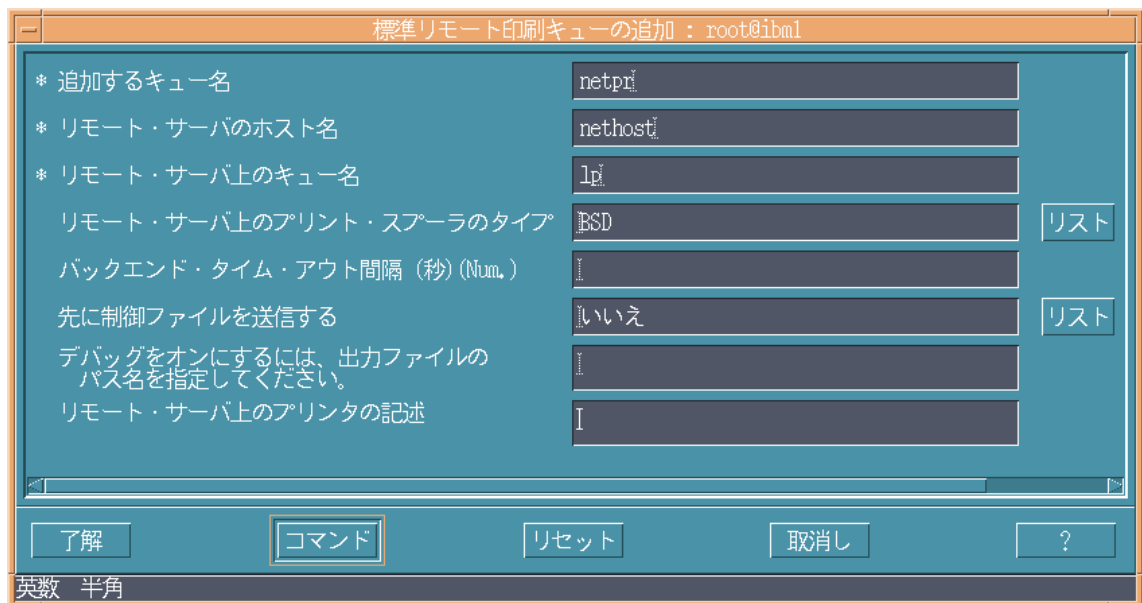 標準リモート印刷キューの追加 : root@ibm1
* 追加するキュー名 netpr
* リモート・サーバのホスト名 nethost
* リモート・サーバ上のキュー名 lp
リモート・サーバ上のプリント・スプーラのタイプ BSD リスト
バックエンド・タイム・アウト間隔 (秒)(Num.)
先に制御ファイルを送信する いいえ リスト
デバッグをオンにするには、出力ファイルの
パス名を指定してください。
リモート・サーバ上のプリンタの記述
了解 コマンド リセット 取消し ?
英数 半角